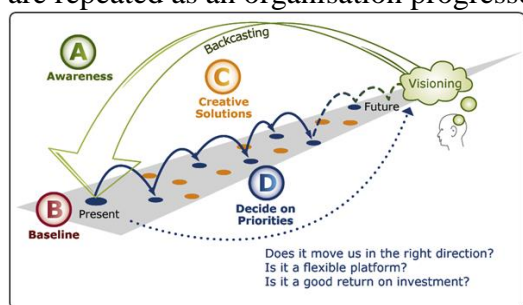 are repeated as an organisation progresse
A
Awareness
Backcasting
C
Creative
Solutions
Visioning
Future
B
Baseline
Present
D
Decide on
Priorities
Does it move us in the right direction?
Is it a flexible platform?
Is it a good return on investment?